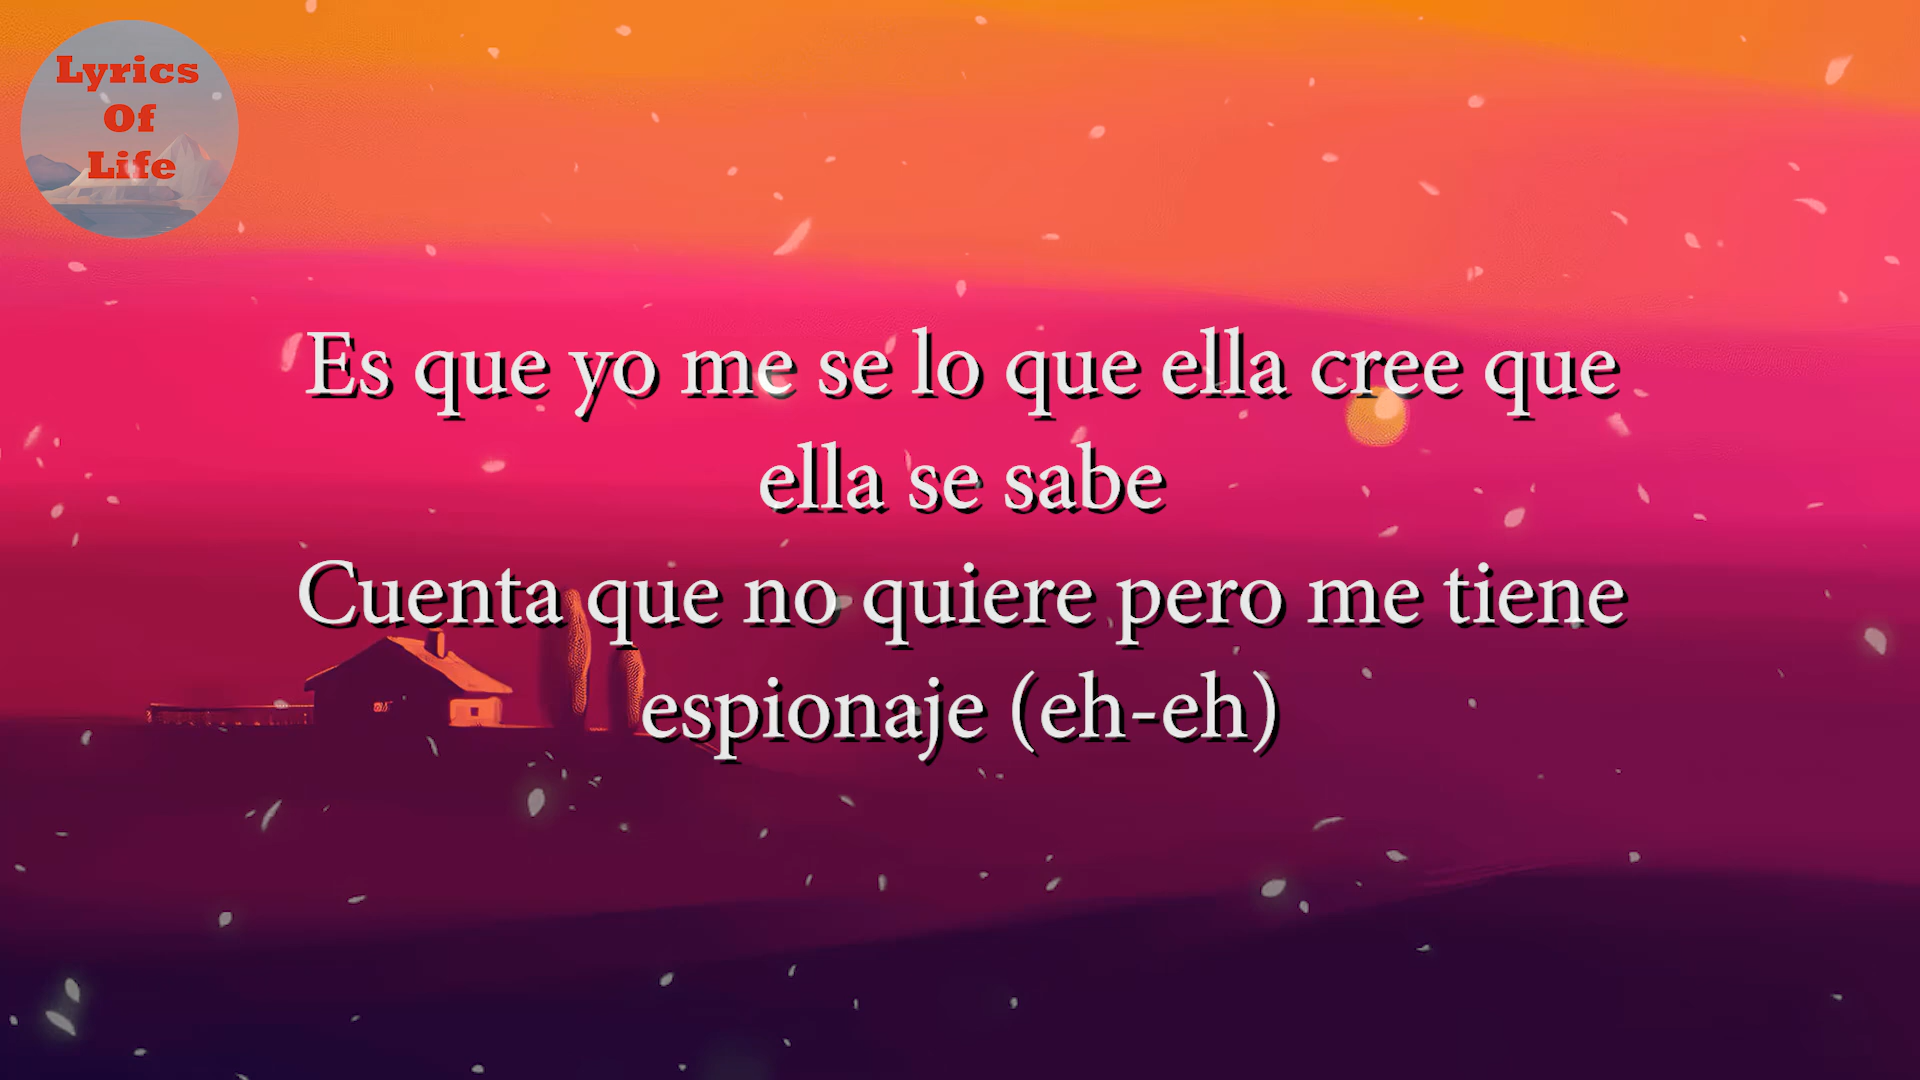 Lyrics
Of
Life
Es que yo me se lo que ella cree que
ella se sabe
Cuenta que no quiere pero me tiene
espionaje (eh-eh)